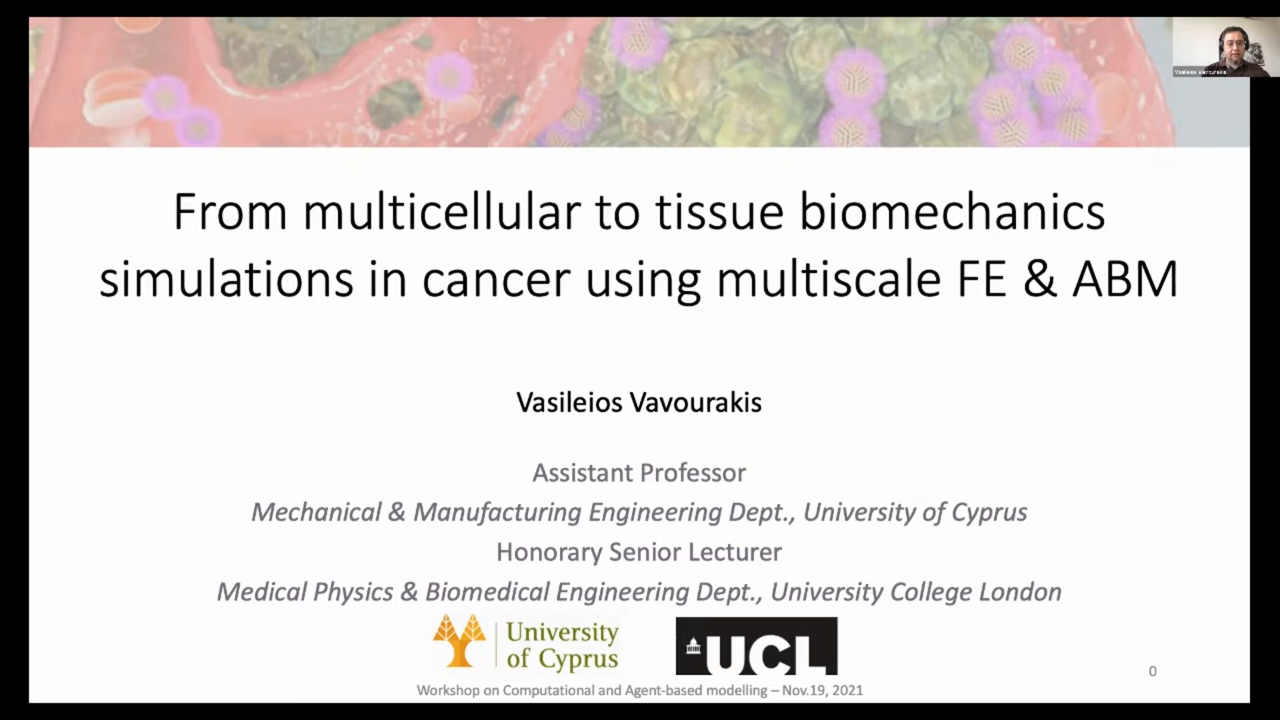 Vasileios Vavourakis
From multicellular to tissue biomechanics
simulations in cancer using multiscale FE & ABM
Vasileios Vavourakis
Assistant Professor
Mechanical & Manufacturing Engineering Dept., University of Cyprus
Honorary Senior Lecturer
Medical Physics & Biomedical Engineering Dept., University College London
University
of Cyprus
UCL
0
Workshop on Computational and Agent-based modelling – Nov.19, 2021